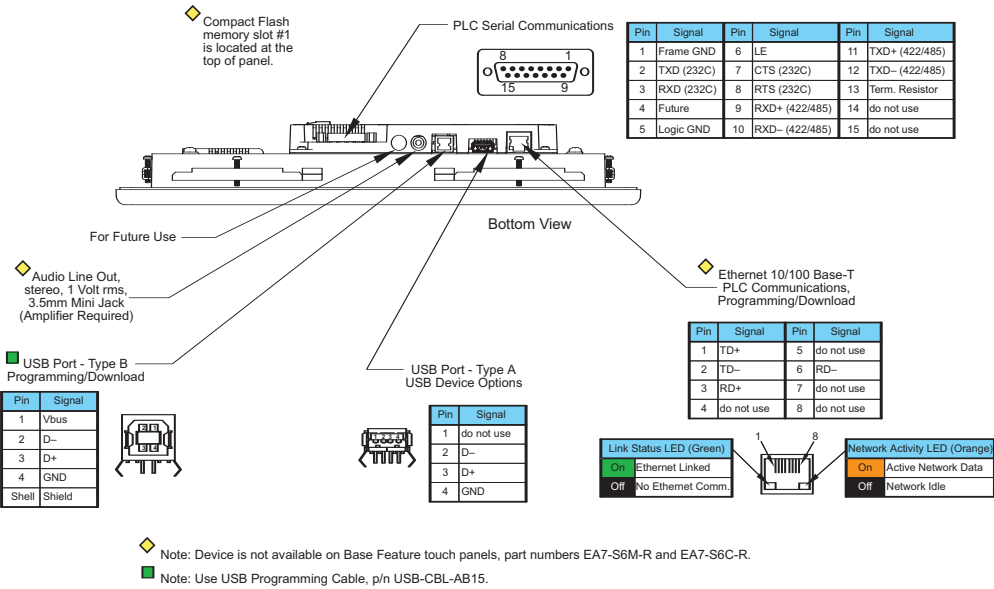 Compact Flash
memory slot #1
is located at the
top of panel.
PLC Serial Communications
8 1
15 9
Pin Signal Pin Signal Pin Signal
1 Frame GND 6 LE 11 TXD+ (422/485)
2 TXD (232C) 7 CTS (232C) 12 TXD– (422/485)
3 RXD (232C) 8 RTS (232C) 13 Term. Resistor
4 Future 9 RXD+ (422/485) 14 do not use
5 Logic GND 10 RXD– (422/485) 15 do not use
Bottom View
For Future Use
Audio Line Out,
stereo, 1 Volt rms,
3.5mm Mini Jack
(Amplifier Required)
Ethernet 10/100 Base-T
PLC Communications,
Programming/Download
Pin Signal Pin Signal
1 TD+ 5 do not use
2 TD– 6 RD–
3 RD+ 7 do not use
4 do not use 8 do not use
USB Port - Type B
Programming/Download
Pin Signal
1 Vbus
2 D–
3 D+
4 GND
Shell Shield
2 1
3 4
USB Port - Type A
USB Device Options
Pin Signal
1 do not use
2 D–
3 D+
4 GND
1 2 3 4
Link Status LED (Green)
On Ethernet Linked
Off No Ethernet Comm.
1 8
Network Activity LED (Orange)
On Active Network Data
Off Network Idle
Note: Device is not available on Base Feature touch panels, part numbers EA7-S6M-R and EA7-S6C-R.
Note: Use USB Programming Cable, p/n USB-CBL-AB15.